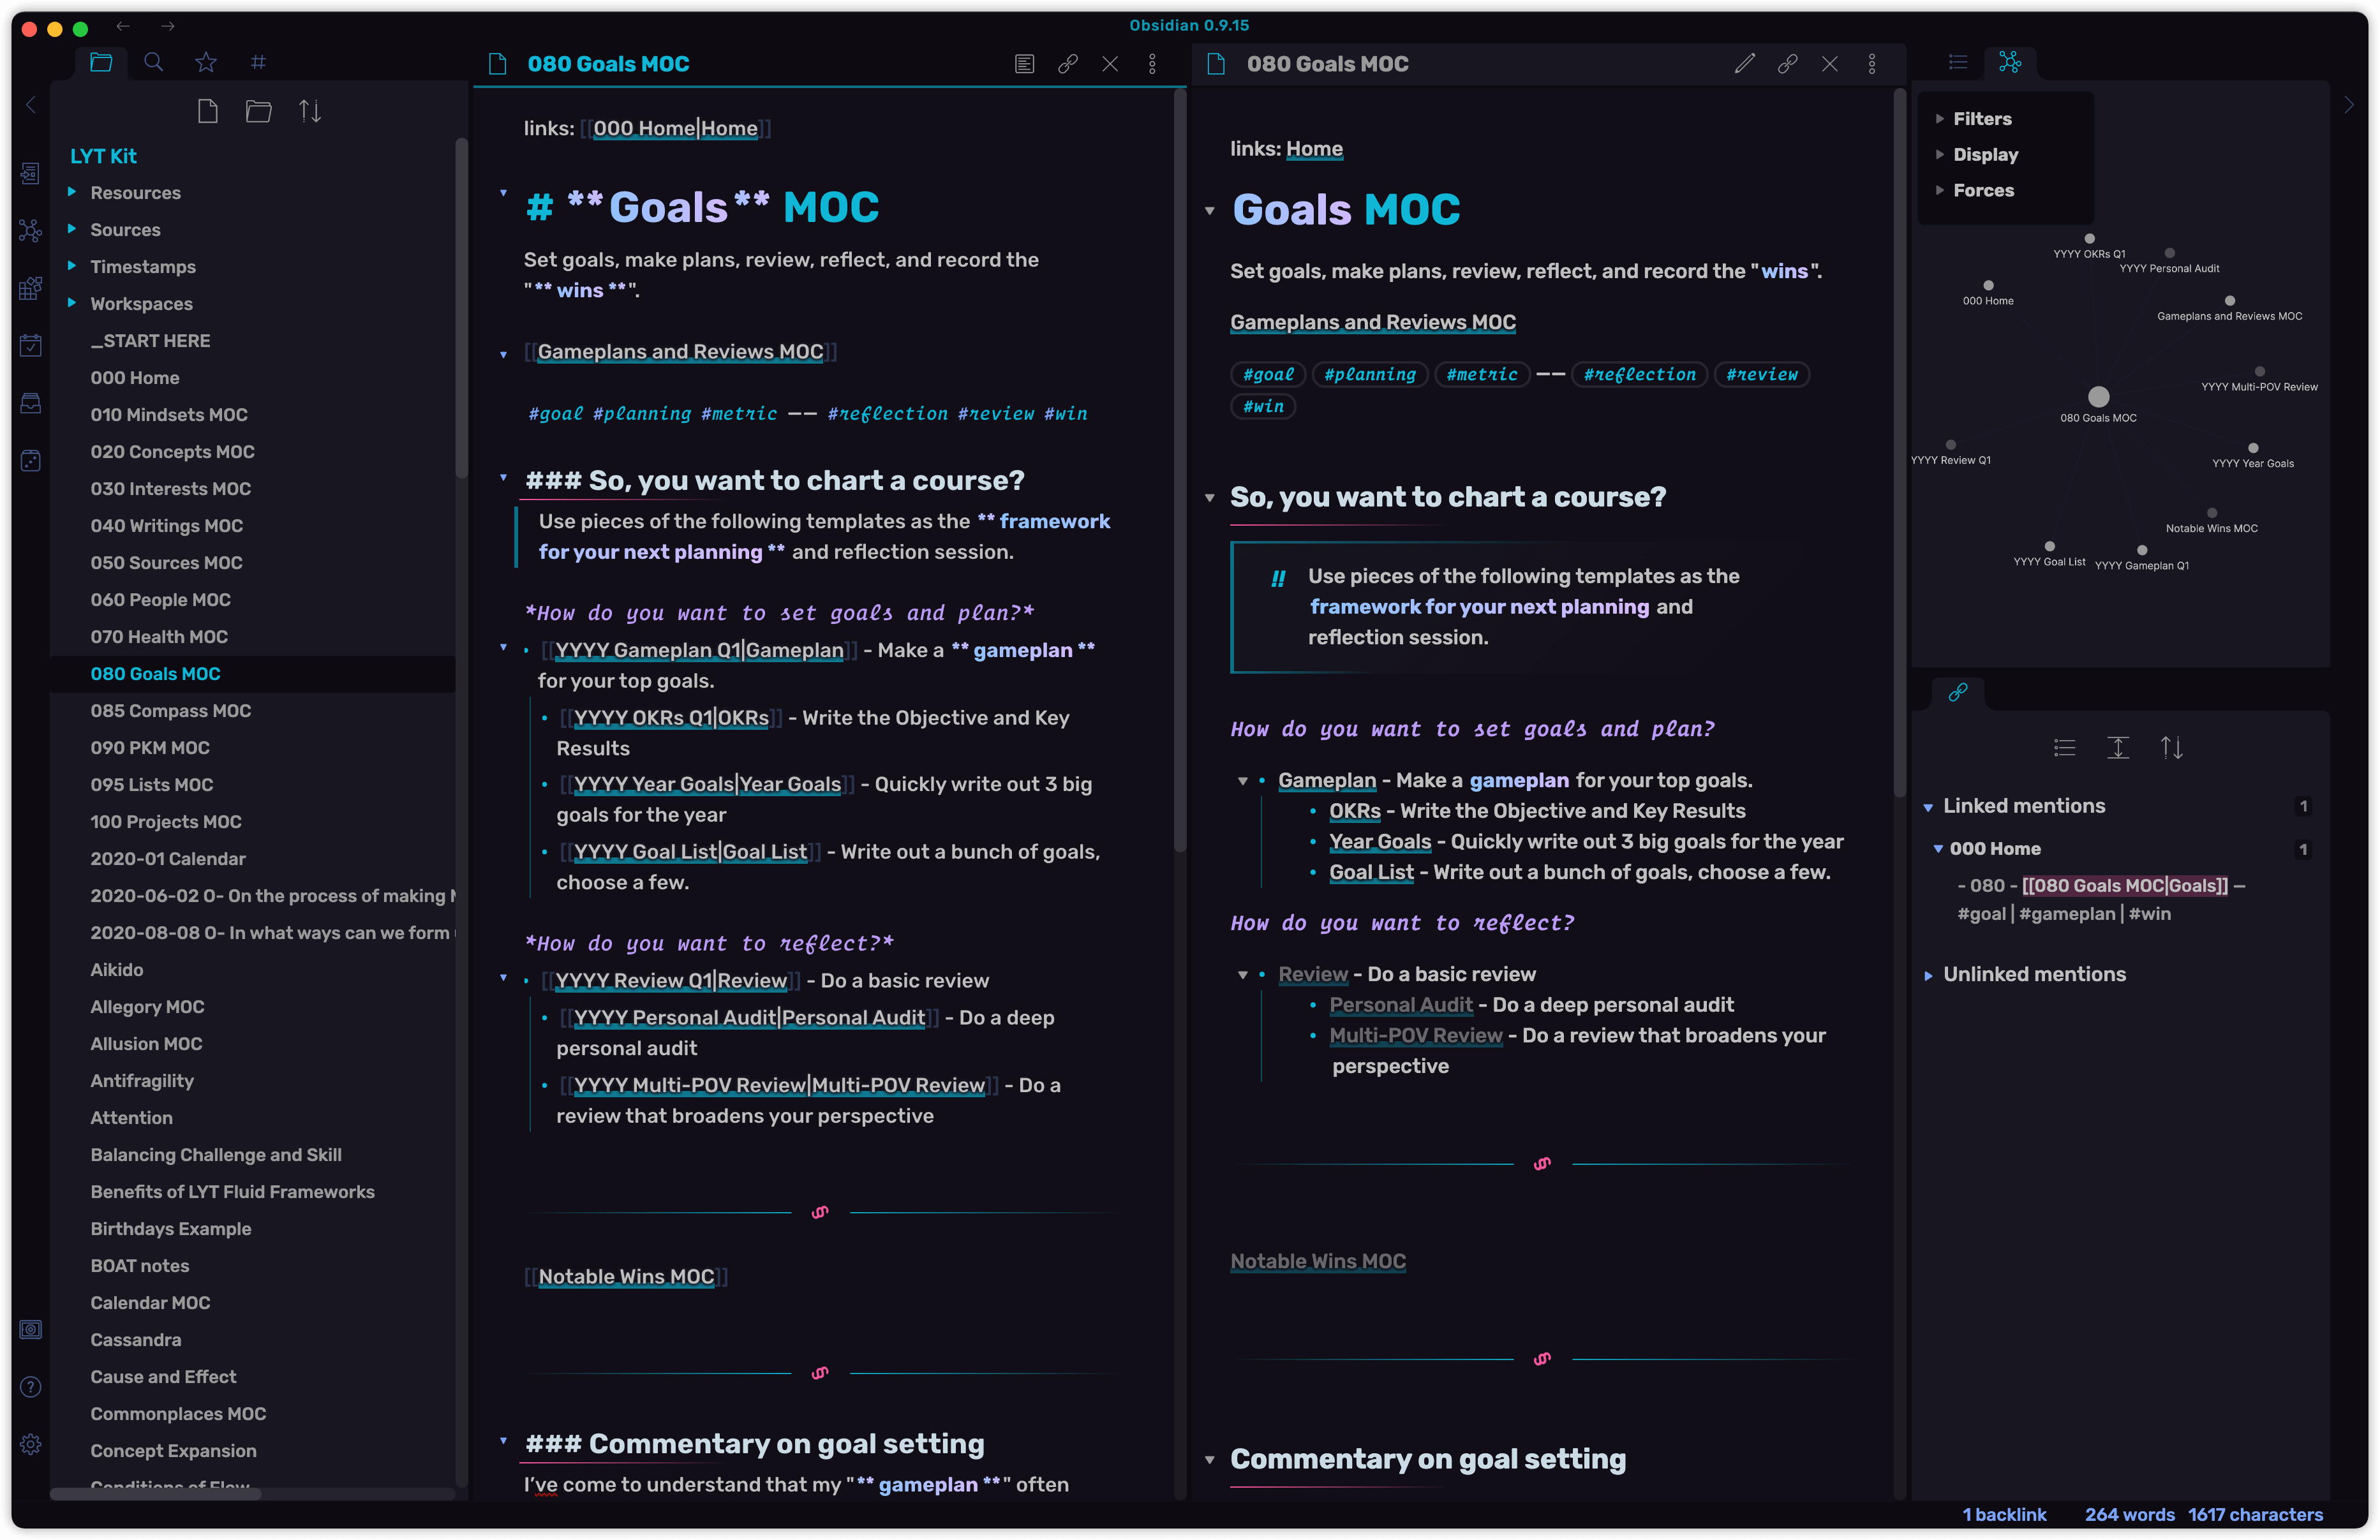 Obsidian 0.9.15
LYT Kit
Resources
Sources
Timestamps
Workspaces
_START HERE
000 Home
010 Mindsets MOC
020 Concepts MOC
030 Interests MOC
040 Writings MOC
050 Sources MOC
060 People MOC
070 Health MOC
080 Goals MOC
085 Compass MOC
090 PKM MOC
095 Lists MOC
100 Projects MOC
2020-01 Calendar
2020-06-02 O- On the process of making
2020-08-08 O- In what ways can we form
Aikido
Allegory MOC
Allusion MOC
Antifragility
Attention
Balancing Challenge and Skill
Benefits of LYT Fluid Frameworks
Birthdays Example
BOAT notes
Calendar MOC
Cassandra
Cause and Effect
Commonplaces MOC
Concept Expansion
Conditions of Flow
080 Goals MOC
links: [[000 Home|Home]]
# **Goals** MOC
Set goals, make plans, review, reflect, and record the
"** wins **".
[[Gameplans and Reviews MOC]]
#goal #planning #metric –– #reflection #review #win
### So, you want to chart a course?
Use pieces of the following templates as the ** framework
for your next planning ** and reflection session.
*How do you want to set goals and plan?*
[[YYYY Gameplan Q1|Gameplan]] - Make a ** gameplan **
for your top goals.
[[YYYY OKRs Q1|OKRs]] - Write the Objective and Key
Results
[[YYYY Year Goals|Year Goals]] - Quickly write out 3 big
goals for the year
[[YYYY Goal List|Goal List]] - Write out a bunch of goals,
choose a few.
*How do you want to reflect?*
[[YYYY Review Q1|Review]] - Do a basic review
[[YYYY Personal Audit|Personal Audit]] - Do a deep
personal audit
[[YYYY Multi-POV Review|Multi-POV Review]] - Do a
review that broadens your perspective
[[Notable Wins MOC]]
### Commentary on goal setting
I've come to understand that my "** gameplan **" often
080 Goals MOC
links: Home
Goals MOC
Set goals, make plans, review, reflect, and record the "wins".
Gameplans and Reviews MOC
#goal #planning #metric –– #reflection #review
#win
So, you want to chart a course?
Use pieces of the following templates as the
framework for your next planning and
reflection session.
How do you want to set goals and plan?
Gameplan - Make a gameplan for your top goals.
OKRs - Write the Objective and Key Results
Year Goals - Quickly write out 3 big goals for the year
Goal List - Write out a bunch of goals, choose a few.
How do you want to reflect?
Review - Do a basic review
Personal Audit - Do a deep personal audit
Multi-POV Review - Do a review that broadens your
perspective
Notable Wins MOC
Commentary on goal setting
Filters
Display
Forces
YYYY OKRs Q1
YYYY Personal Audit
000 Home
Gameplans and Reviews MOC
YYYY Multi-POV Review
080 Goals MOC
YYYY Review Q1
YYYY Year Goals
Notable Wins MOC
YYYY Goal List
YYYY Gameplan Q1
Linked mentions 1
000 Home 1
- 080 - [[080 Goals MOC|Goals]] —
#goal | #gameplan | #win
Unlinked mentions
1 backlink 264 words 1617 characters